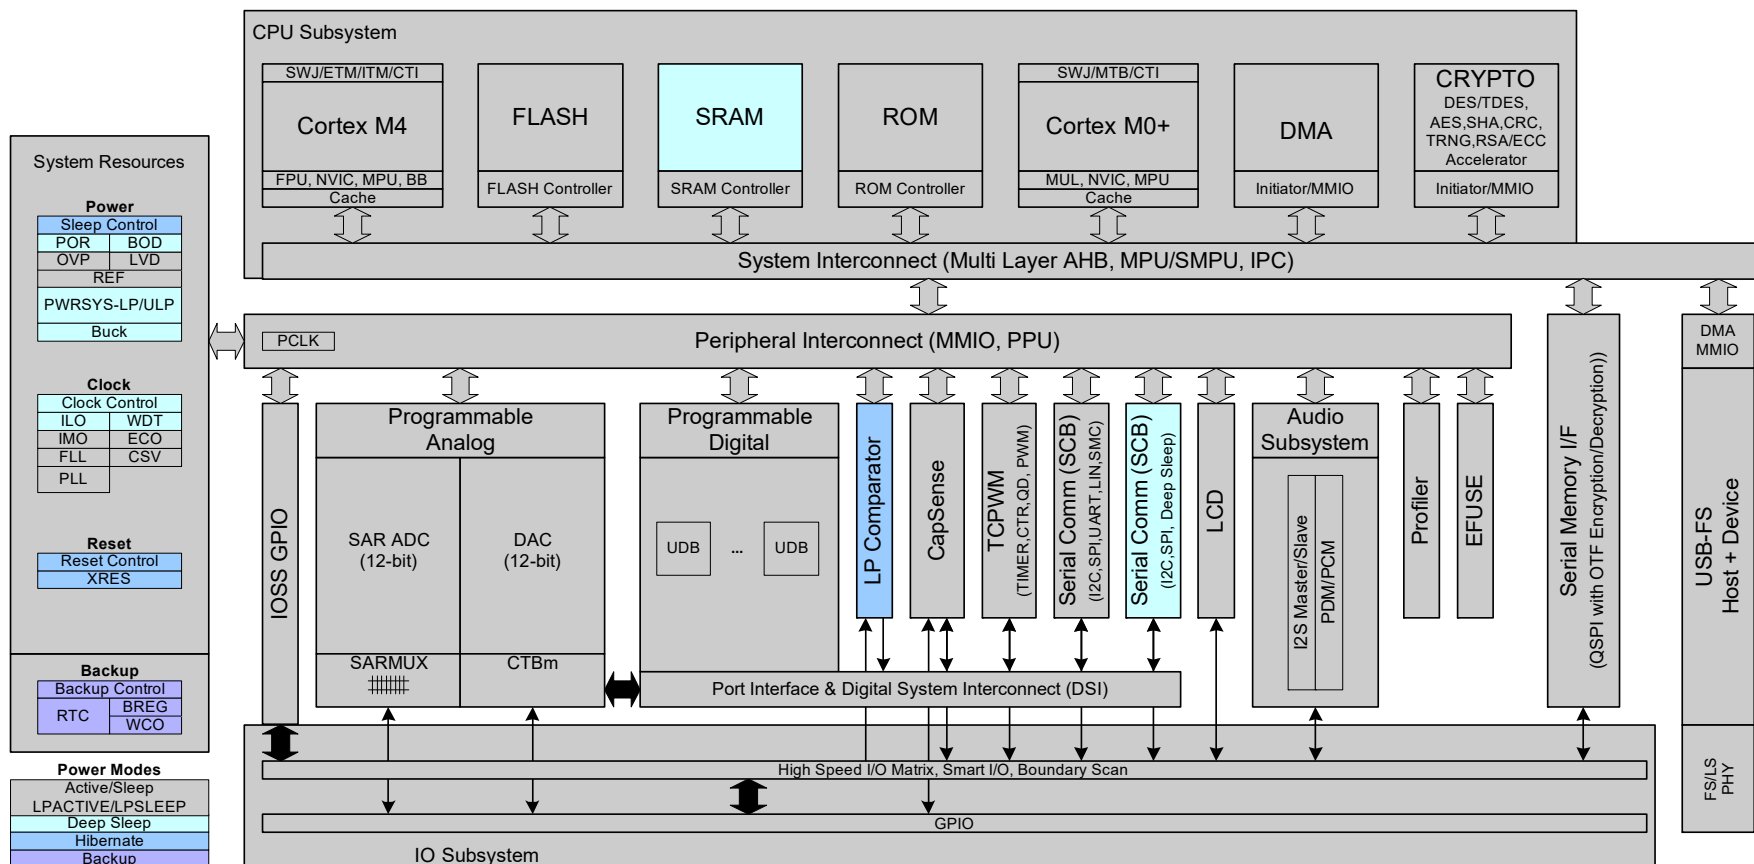 CPU Subsystem
SWJ/ETM/ITM/CTI
Cortex M4
FPU, NVIC, MPU, BB
Cache
FLASH
FLASH Controller
SRAM
SRAM Controller
ROM
ROM Controller
SWJ/MTB/CTI
Cortex M0+
MUL, NVIC, MPU
Cache
DMA
Initiator/MMIO
CRYPTO
DES/TDES,
AES,SHA,CRC,
TRNG,RSA/ECC
Accelerator
Initiator/MMIO
System Interconnect (Multi Layer AHB, MPU/SMPU, IPC)
System Resources
Power
Sleep Control
POR
BOD
OVP
LVD
REF
PWRSYS-LP/ULP
Buck
Clock
Clock Control
ILO
WDT
IMO
ECO
FLL
CSV
PLL
Reset
Reset Control
XRES
Backup
Backup Control
RTC
BREG
WCO
Power Modes
Active/Sleep
LPACTIVE/LPSLEEP
Deep Sleep
Hibernate
Backup
PCLK
Peripheral Interconnect (MMIO, PPU)
IOSS GPIO
Programmable
Analog
SAR ADC
(12-bit)
DAC
(12-bit)
SARMUX
CTBm
Programmable
Digital
UDB
...
UDB
Port Interface & Digital System Interconnect (DSI)
LP Comparator
CapSense
TCPWM
(TIMER,CTR,QD, PWM)
Serial Comm (SCB)
(I2C,SPI,UART,LIN,SMC)
Serial Comm (SCB)
(I2C,SPI, Deep Sleep)
LCD
Audio
Subsystem
I2S Master/Slave
PDM/PCM
Profiler
EFUSE
Serial Memory I/F
(QSPI with OTF Encryption/Decryption))
DMA
MMIO
USB-FS
Host + Device
FS/LS
PHY
High Speed I/O Matrix, Smart I/O, Boundary Scan
GPIO
IO Subsystem